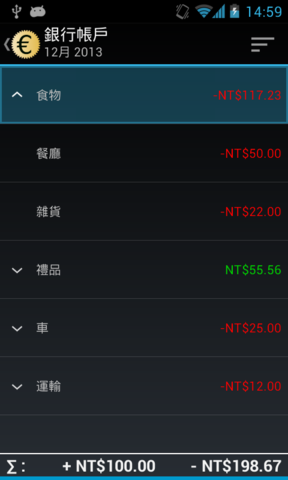 14:59
銀行帳戶
12月 2013
食物 -NT$117.23
餐廳 -NT$50.00
雜貨 -NT$22.00
禮品 NT$55.56
車 -NT$25.00
運輸 -NT$12.00
∑ : + NT$100.00 - NT$198.67